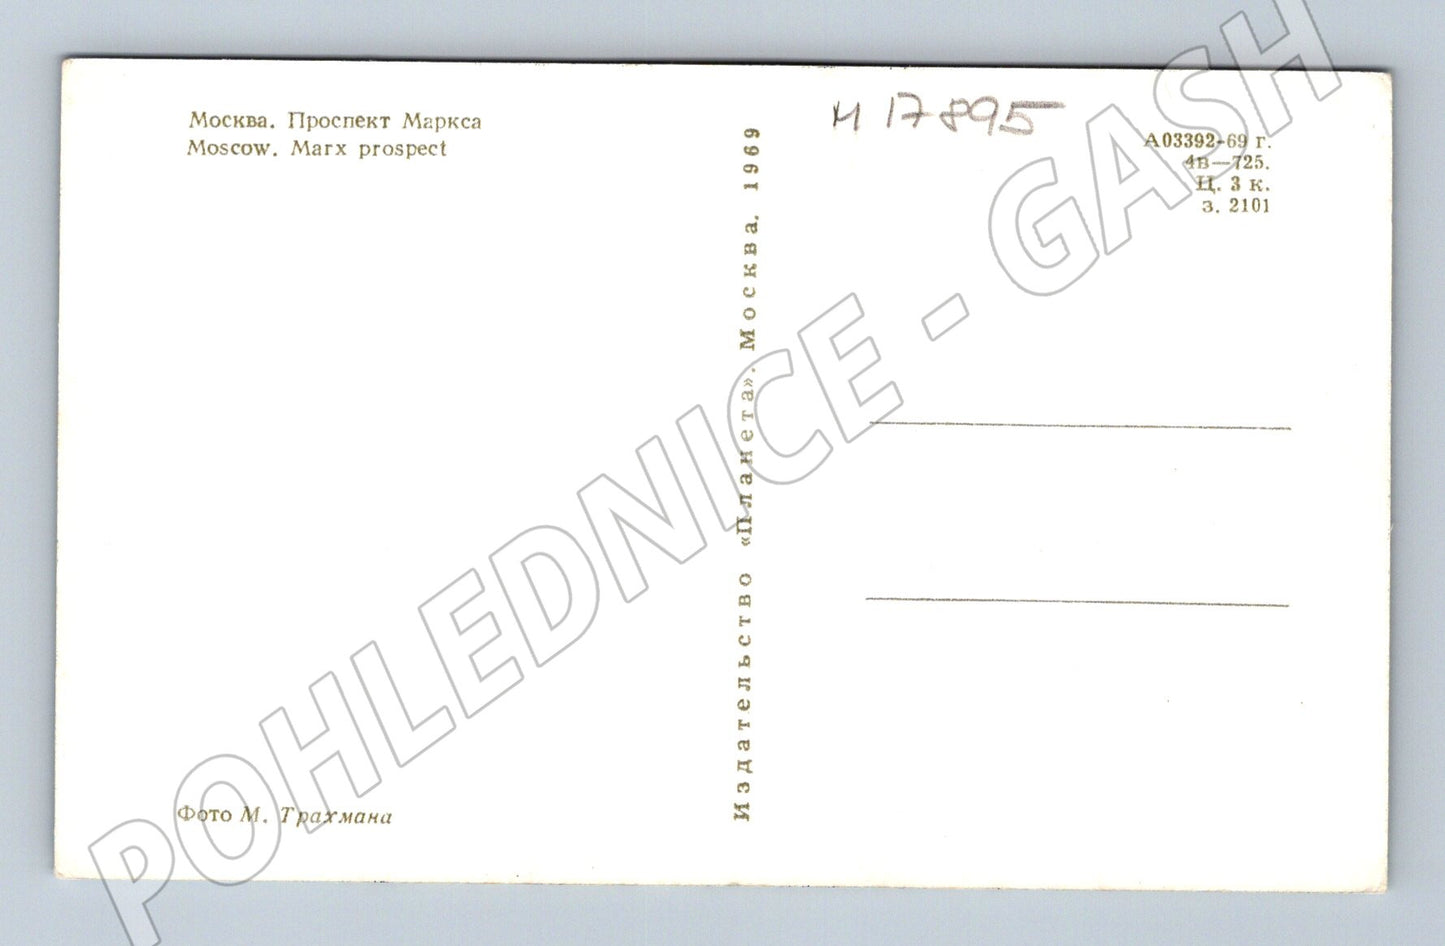 Москва. Проспект Маркса
Moscow. Marx prospect
Фото М. Трахмана
Издательство «Планета». Москва. 1969
М 17895
А03392-69 г.
4в—725.
Ц. 3 к.
з. 2101
POHLEDNICE - GASH